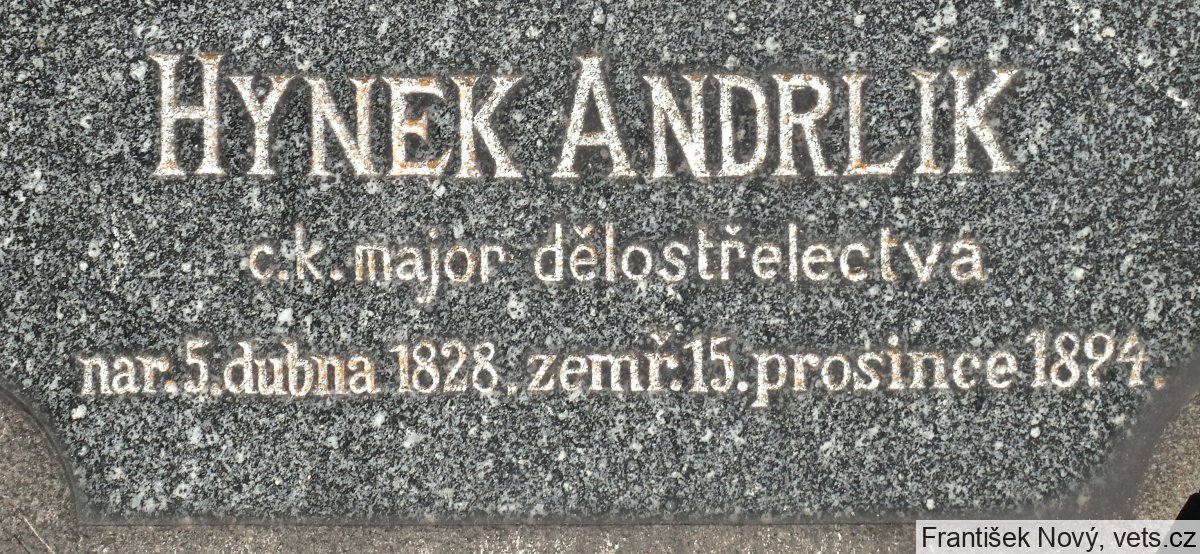 HYNEK ANDRLÍK
c.k. major dělostřelectva
nar. 5. dubna 1828. zemř. 15. prosince 1894.
František Nový, vets.cz